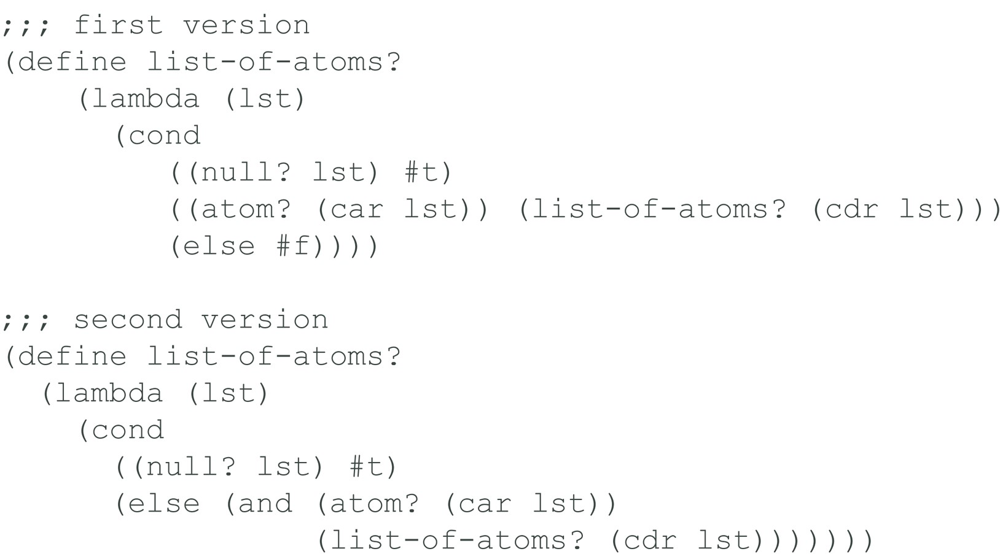 ;;; first version
(define list-of-atoms?
    (lambda (lst)
      (cond
         ((null? lst) #t)
         ((atom? (car lst)) (list-of-atoms? (cdr lst)))
         (else #f))))

;;; second version
(define list-of-atoms?
  (lambda (lst)
    (cond
      ((null? lst) #t)
      (else (and (atom? (car lst))
                 (list-of-atoms? (cdr lst)))))))